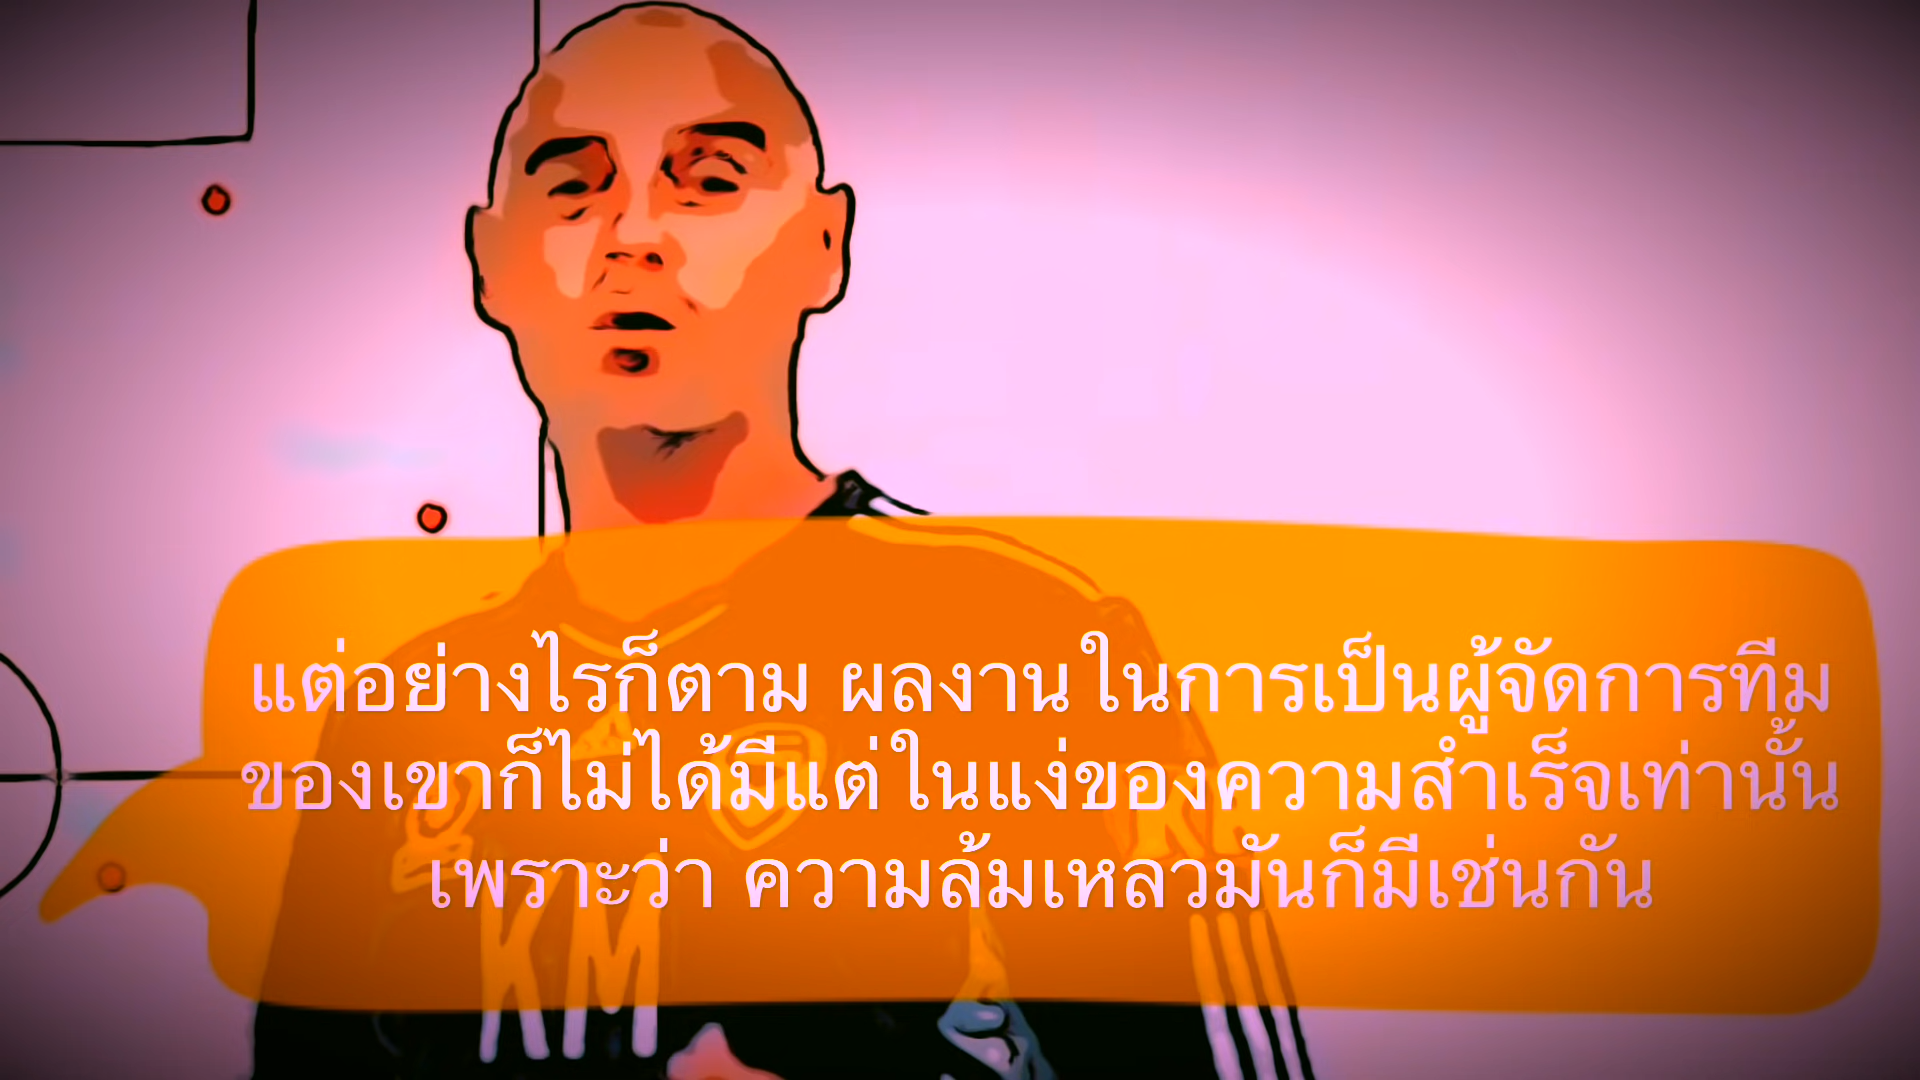 แต่อย่างไรก็ตาม ผลงานในการเป็นผู้จัดการทีม
ของเขาก็ไม่ได้มีแต่ในแง่ของความสำเร็จเท่านั้น
เพราะว่า ความล้มเหลวมันก็มีเช่นกัน
KM